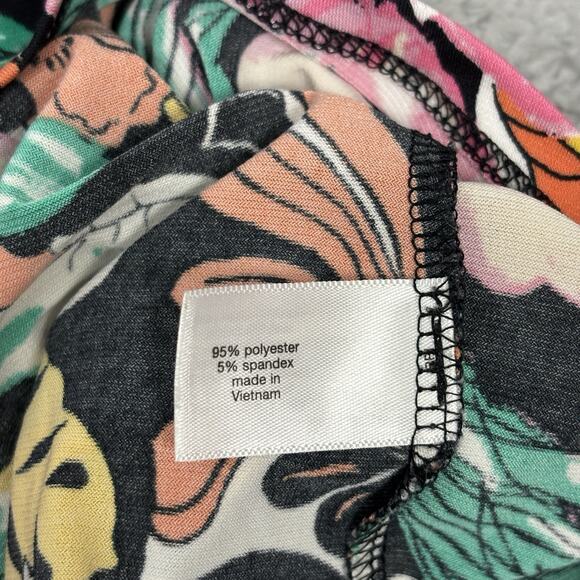 95% polyester
5% spandex
made in
Vietnam